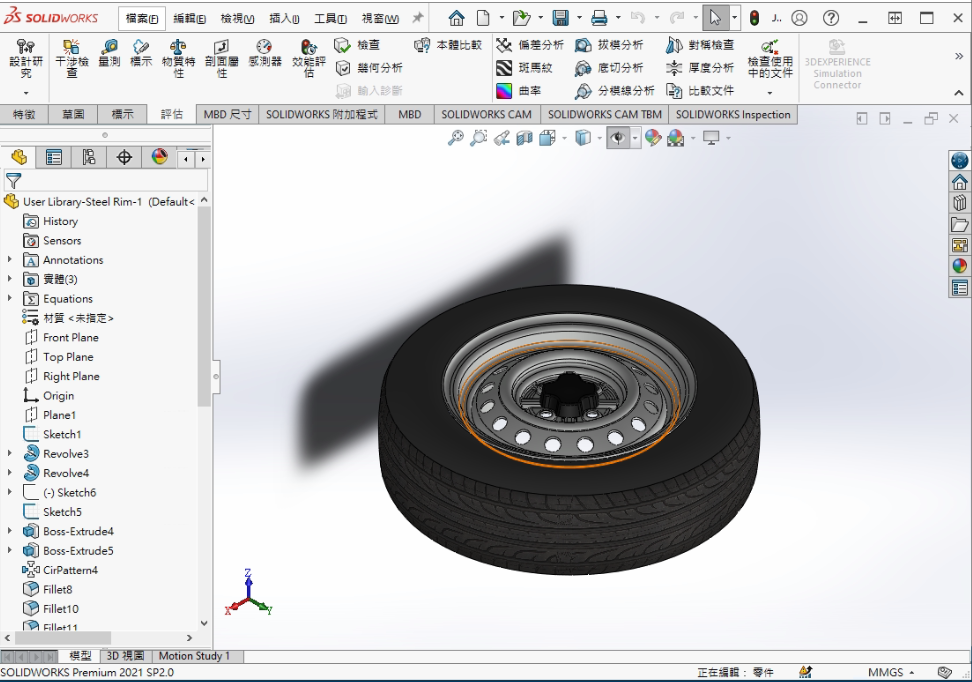 SOLIDWORKS 檔案(F) 編輯(E) 檢視(V) 插入(I) 工具(L) 視窗(W) J..
設計研究
干涉檢查
量測
標示
物質特性
剖面屬性
感測器
效能評估
檢查
幾何分析
輸入診斷
本體比較
偏差分析
斑馬紋
曲率
拔模分析
底切分析
分模線分析
對稱檢查
厚度分析
比較文件
檢查使用中的文件
3DEXPERIENCE
Simulation
Connector
特徵 草圖 標示 評估 MBD 尺寸 SOLIDWORKS 附加程式 MBD SOLIDWORKS CAM SOLIDWORKS CAM TBM SOLIDWORKS Inspection
User Library-Steel Rim-1 (Default<
History
Sensors
Annotations
實體(3)
Equations
材質 <未指定>
Front Plane
Top Plane
Right Plane
Origin
Plane1
Sketch1
Revolve3
Revolve4
(-) Sketch6
Sketch5
Boss-Extrude4
Boss-Extrude5
CirPattern4
Fillet8
Fillet10
Fillet11
Z
X
Y
模型 3D 視圖 Motion Study 1
SOLIDWORKS Premium 2021 SP2.0 正在編輯： 零件 MMGS